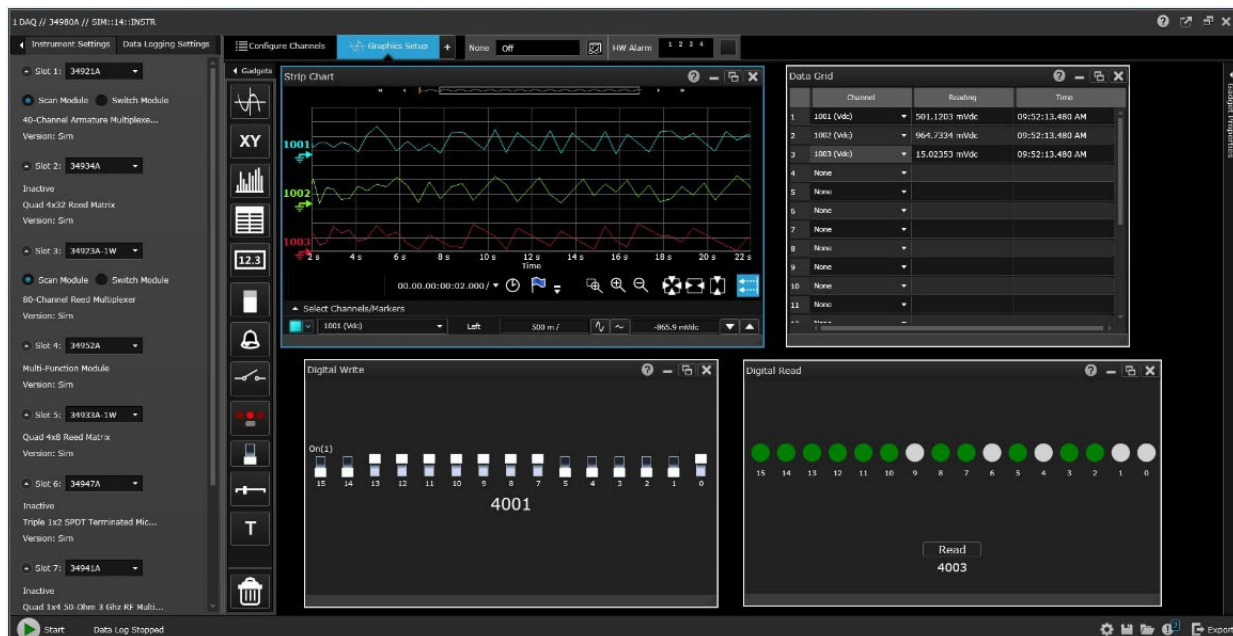 1 DAQ // 34980A // SIM::14::INSTR
Instrument Settings Data Logging Settings
Configure Channels Graphics Setup + None Off HW Alarm 1 2 3 4
Slot 1: 34921A
Scan Module Switch Module
40-Channel Armature Multiplexe...
Version: Sim
Slot 2: 34934A
Inactive
Quad 4x32 Reed Matrix
Version: Sim
Slot 3: 34923A-1W
Scan Module Switch Module
80-Channel Reed Multiplexer
Version: Sim
Slot 4: 34952A
Multi-Function Module
Version: Sim
Slot 5: 34933A-1W
Quad 4x8 Reed Matrix
Version: Sim
Slot 6: 34947A
Inactive
Triple 1x2 SPDT Terminated Mic...
Version: Sim
Slot 7: 34941A
Inactive
Quad 1x4 50-Ohm 3 Ghz RF Multi...
Gadgets
XY
12.3
T
Strip Chart
1001
1002
1003
2 s 4 s 6 s 8 s 10 s 12 s 14 s 16 s 18 s 20 s 22 s
Time
00.00.00:00:02.000/
Select Channels/Markers
1001 (Vdc) Left 500 m/ -865.9 mVdc
Data Grid
Channel Reading Time
1 1001 (Vdc) 501.1203 mVdc 09:52:13.480 AM
2 1002 (Vdc) 964.7334 mVdc 09:52:13.480 AM
3 1003 (Vdc) 15.02353 mVdc 09:52:13.480 AM
4 None
5 None
6 None
7 None
8 None
9 None
10 None
11 None
Gadget Properties
Digital Write
On(1)
15 14 13 12 11 10 9 8 7 5 4 3 2 1 0
4001
Digital Read
15 14 13 12 11 10 9 8 7 6 5 4 3 2 1 0
Read
4003
Start Data Log Stopped 2 Export